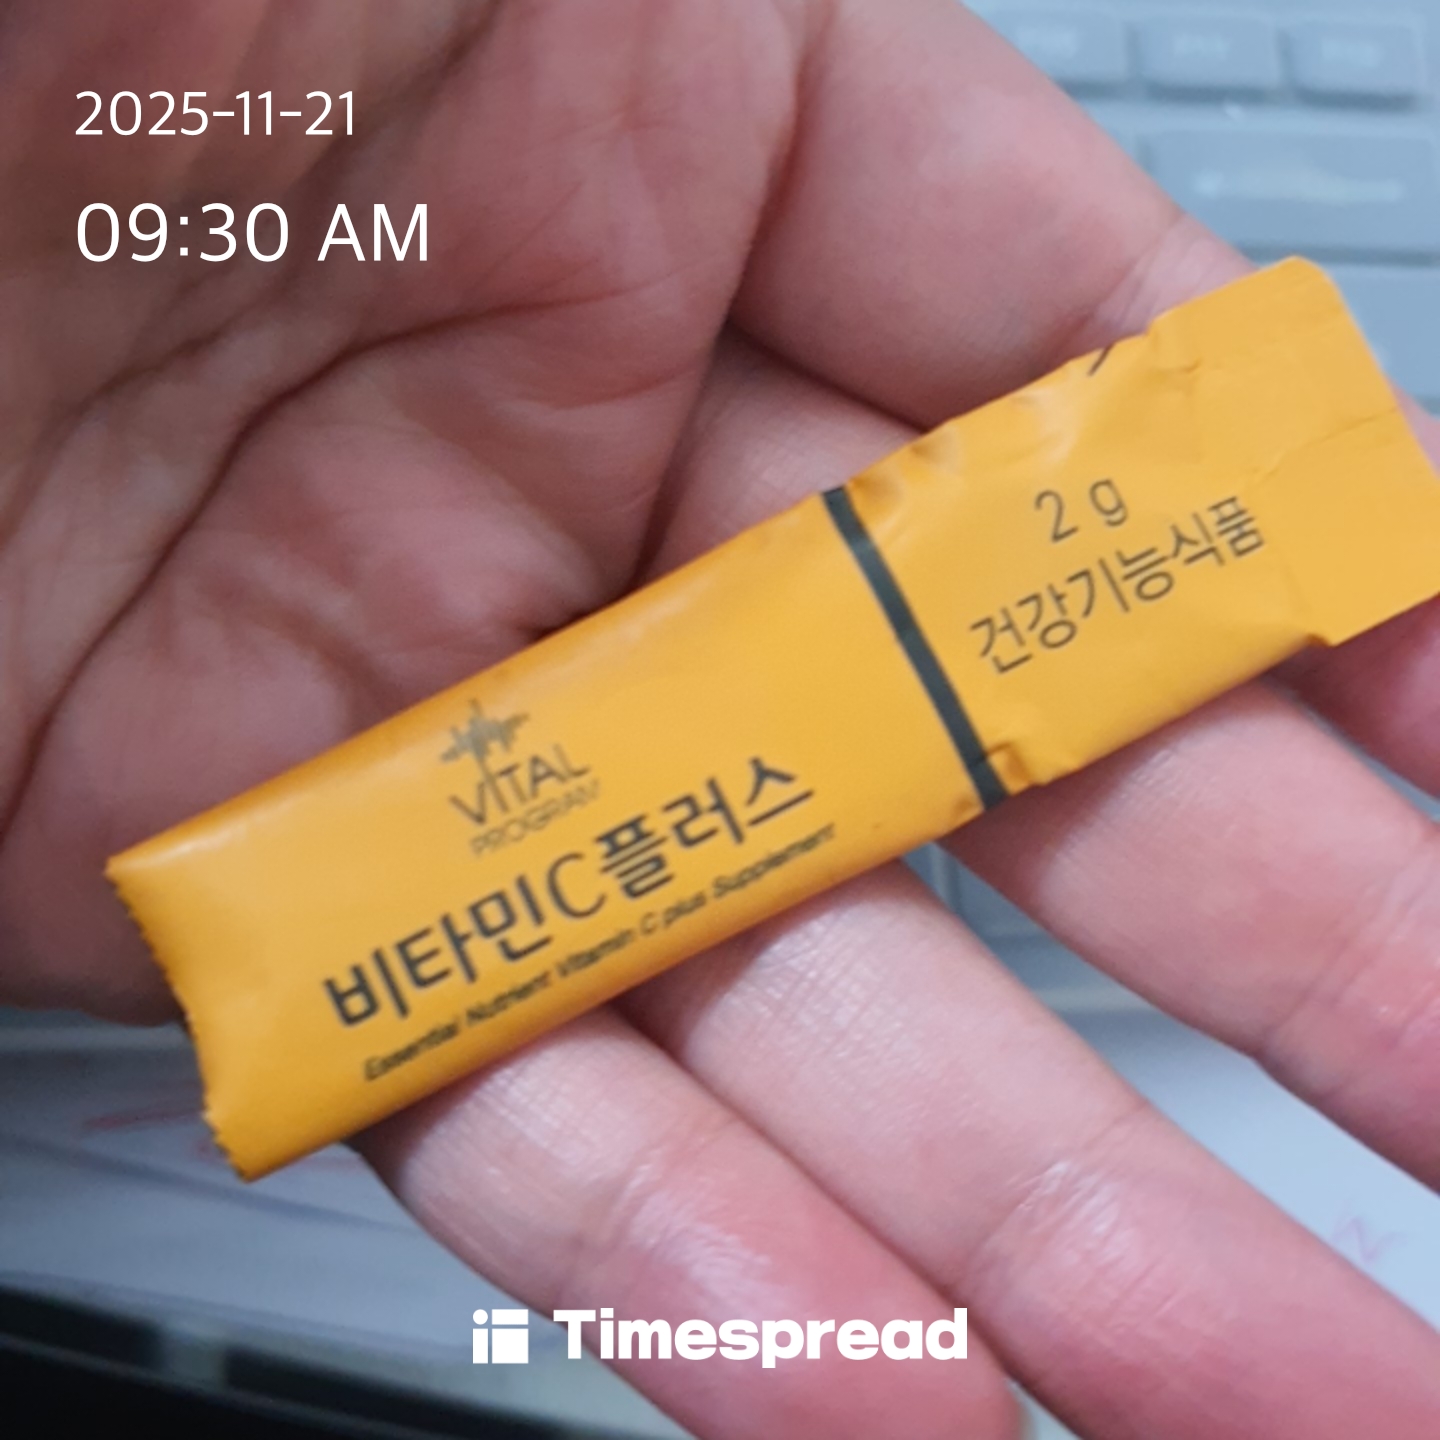 2025-11-21
09:30 AM
2 g
건강기능식품
VITAL
PROGRAM
비타민C플러스
Essential Nutrient Vitamin C plus Supplement
Timespread